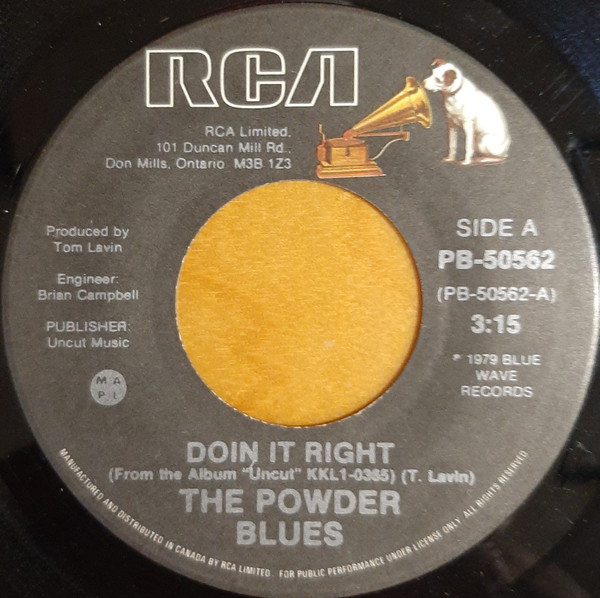 RCA
RCA Limited,
101 Duncan Mill Rd.,
Don Mills, Ontario M3B 1Z3
Produced by
Tom Lavin
Engineer:
Brian Campbell
PUBLISHER:
Uncut Music
M A
P L
SIDE A
PB-50562
(PB-50562-A)
3:15
℗ 1979 BLUE
WAVE
RECORDS
DOIN IT RIGHT
(From the Album "Uncut" KKL1-0365) (T. Lavin)
THE POWDER
BLUES
MANUFACTURED AND DISTRIBUTED IN CANADA BY RCA LIMITED. FOR PUBLIC PERFORMANCE UNDER LICENSE ONLY. ALL RIGHTS RESERVED